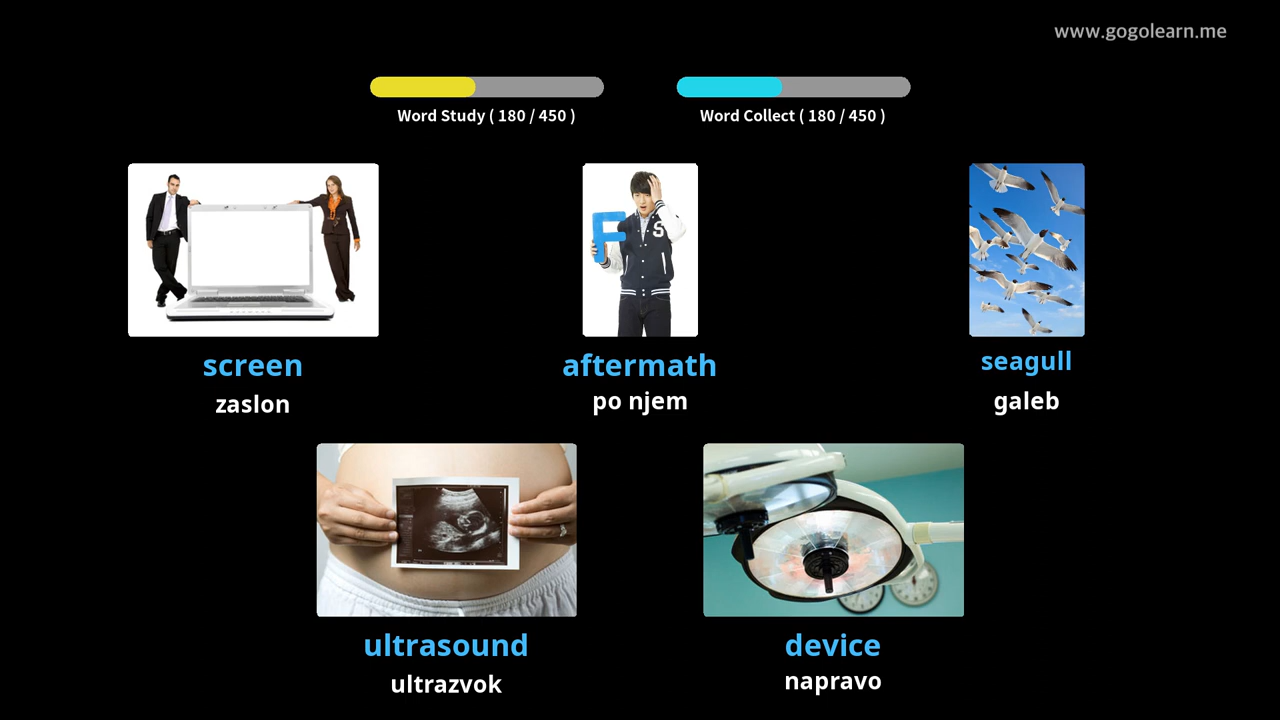 www.gogolearn.me
Word Study ( 180 / 450 )
Word Collect ( 180 / 450 )
F
S
screen
zaslon
aftermath
po njem
seagull
galeb
ultrasound
ultrazvok
device
napravo